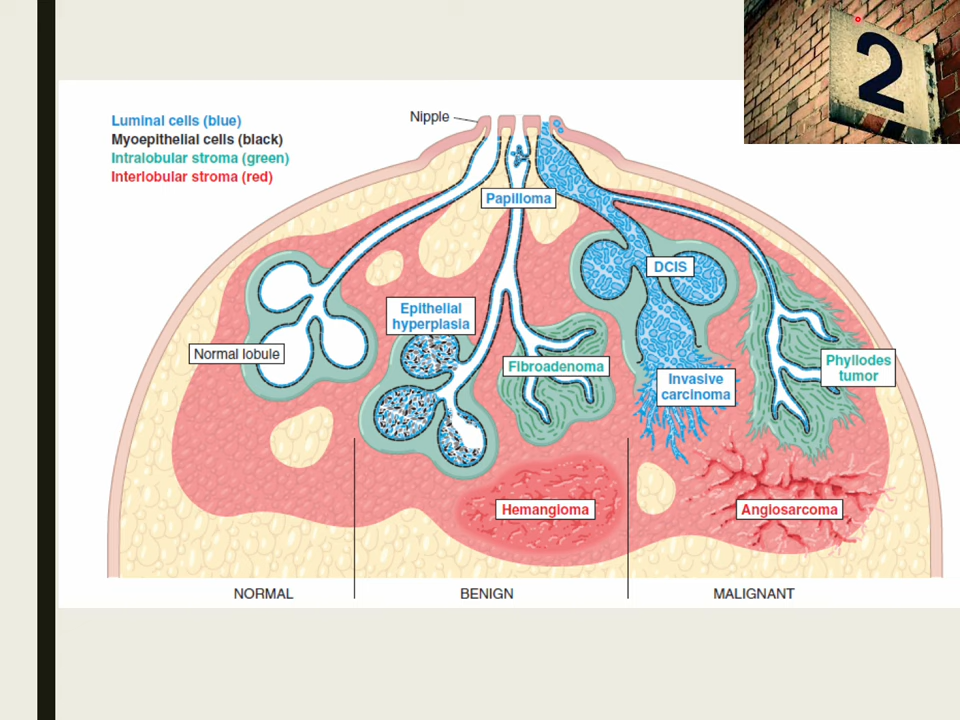 2
Luminal cells (blue)
Myoepithelial cells (black)
Intralobular stroma (green)
Interlobular stroma (red)
Nipple
Papilloma
DCIS
Epithelial
hyperplasia
Normal lobule
Fibroadenoma
Phyllodes
tumor
Invasive
carcinoma
Hemangioma
Angiosarcoma
NORMAL
BENIGN
MALIGNANT